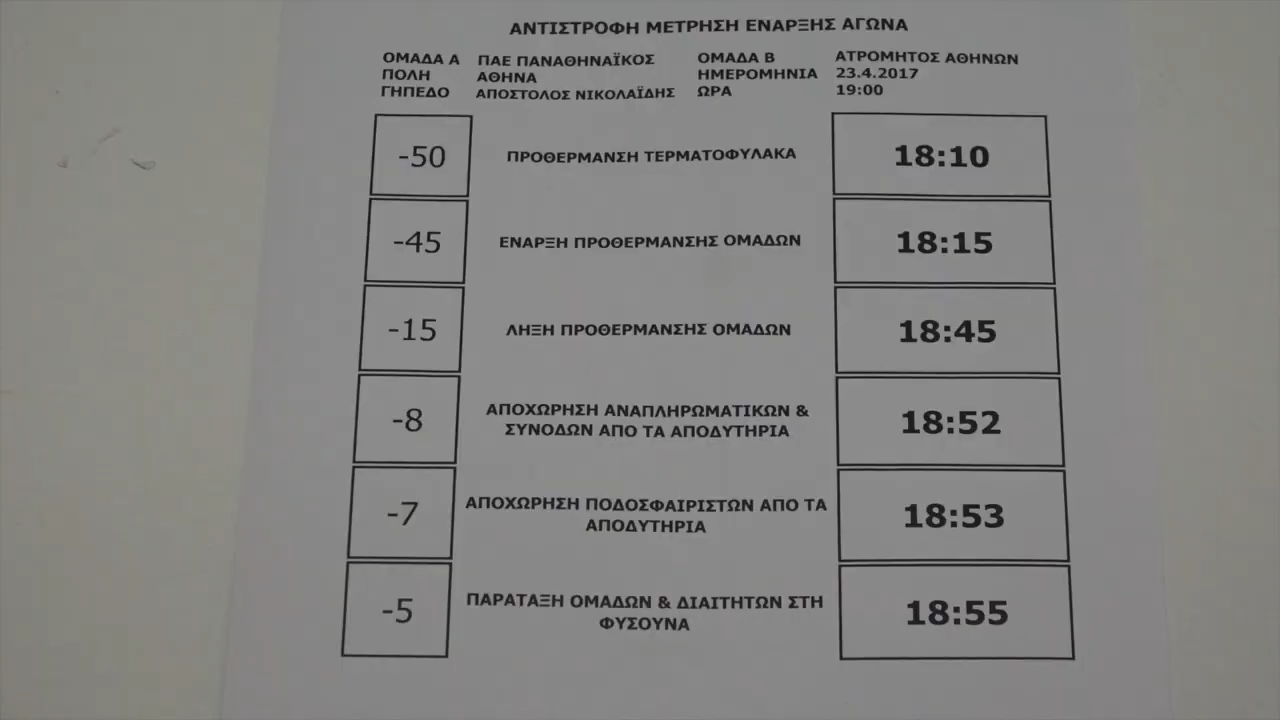 ΑΝΤΙΣΤΡΟΦΗ ΜΕΤΡΗΣΗ ΕΝΑΡΞΗΣ ΑΓΩΝΑ
ΟΜΑΔΑ Α ΠΑΕ ΠΑΝΑΘΗΝΑΪΚΟΣ ΟΜΑΔΑ Β ΑΤΡΟΜΗΤΟΣ ΑΘΗΝΩΝ
ΠΟΛΗ ΑΘΗΝΑ ΗΜΕΡΟΜΗΝΙΑ 23.4.2017
ΓΗΠΕΔΟ ΑΠΟΣΤΟΛΟΣ ΝΙΚΟΛΑΪΔΗΣ ΩΡΑ 19:00
-50 ΠΡΟΘΕΡΜΑΝΣΗ ΤΕΡΜΑΤΟΦΥΛΑΚΑ 18:10
-45 ΕΝΑΡΞΗ ΠΡΟΘΕΡΜΑΝΣΗΣ ΟΜΑΔΩΝ 18:15
-15 ΛΗΞΗ ΠΡΟΘΕΡΜΑΝΣΗΣ ΟΜΑΔΩΝ 18:45
-8 ΑΠΟΧΩΡΗΣΗ ΑΝΑΠΛΗΡΩΜΑΤΙΚΩΝ & 18:52
ΣΥΝΟΔΩΝ ΑΠΟ ΤΑ ΑΠΟΔΥΤΗΡΙΑ
-7 ΑΠΟΧΩΡΗΣΗ ΠΟΔΟΣΦΑΙΡΙΣΤΩΝ ΑΠΟ ΤΑ 18:53
ΑΠΟΔΥΤΗΡΙΑ
-5 ΠΑΡΑΤΑΞΗ ΟΜΑΔΩΝ & ΔΙΑΙΤΗΤΩΝ ΣΤΗ 18:55
ΦΥΣΟΥΝΑ